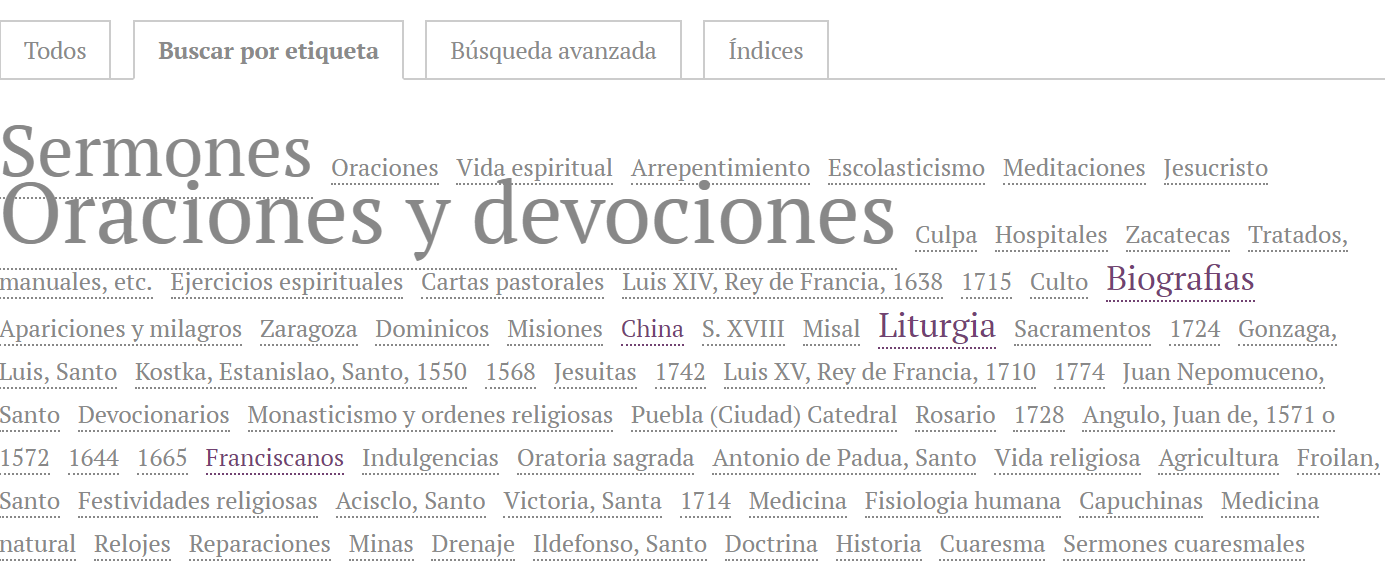 Todos Buscar por etiqueta Búsqueda avanzada Índices
Sermones Oraciones Vida espiritual Arrepentimiento Escolasticismo Meditaciones Jesucristo
Oraciones y devociones Culpa Hospitales Zacatecas Tratados,
manuales, etc. Ejercicios espirituales Cartas pastorales Luis XIV, Rey de Francia, 1638 1715 Culto Biografias
Apariciones y milagros Zaragoza Dominicos Misiones China S. XVIII Misal Liturgia Sacramentos 1724 Gonzaga,
Luis, Santo Kostka, Estanislao, Santo, 1550 1568 Jesuitas 1742 Luis XV, Rey de Francia, 1710 1774 Juan Nepomuceno,
Santo Devocionarios Monasticismo y ordenes religiosas Puebla (Ciudad) Catedral Rosario 1728 Angulo, Juan de, 1571 o
1572 1644 1665 Franciscanos Indulgencias Oratoria sagrada Antonio de Padua, Santo Vida religiosa Agricultura Froilan,
Santo Festividades religiosas Acisclo, Santo Victoria, Santa 1714 Medicina Fisiologia humana Capuchinas Medicina
natural Relojes Reparaciones Minas Drenaje Ildefonso, Santo Doctrina Historia Cuaresma Sermones cuaresmales